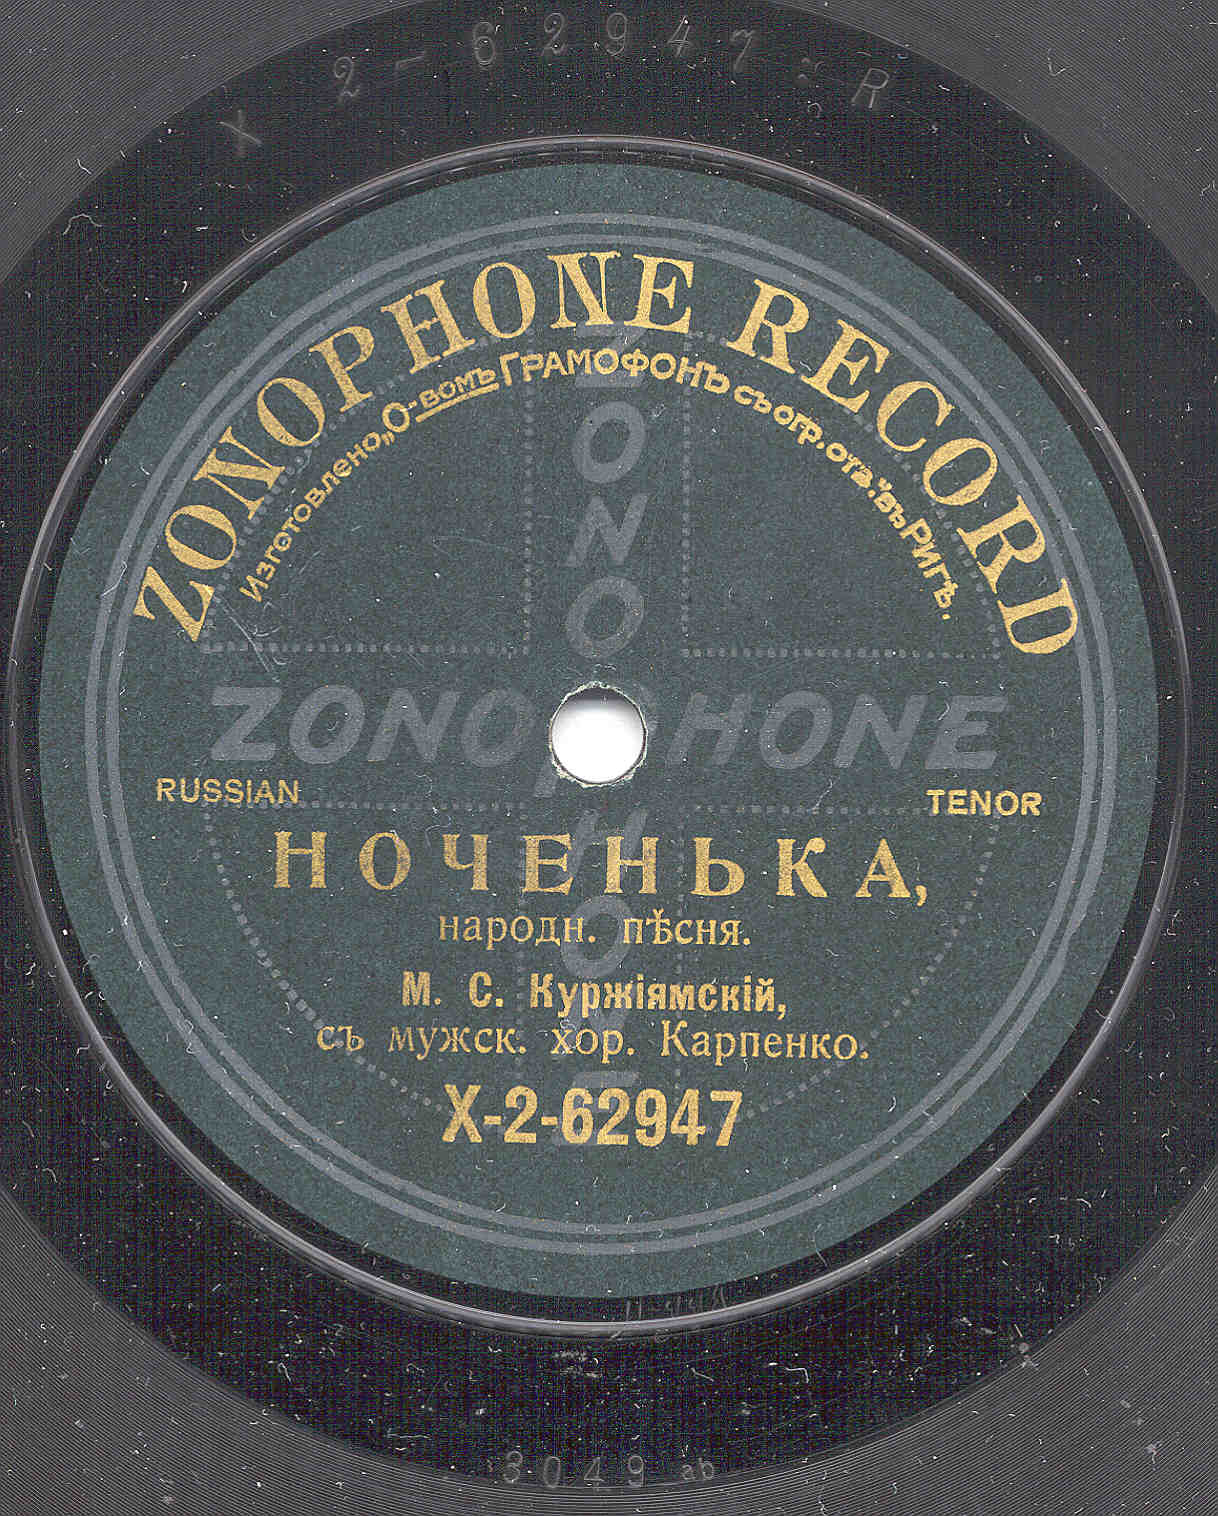 X 2-62947 R
ZONOPHONE RECORD
Изготовлено „О-вомъ ГРАМОФОНЪ съ огр. отв.“ въ Ригѣ.
ZONOPHONE
ZONOPHONE
RUSSIAN
TENOR
НОЧЕНЬКА,
народн. пѣсня.
М. С. Куржіямскій,
съ мужск. хор. Карпенко.
X-2-62947
3049 ab